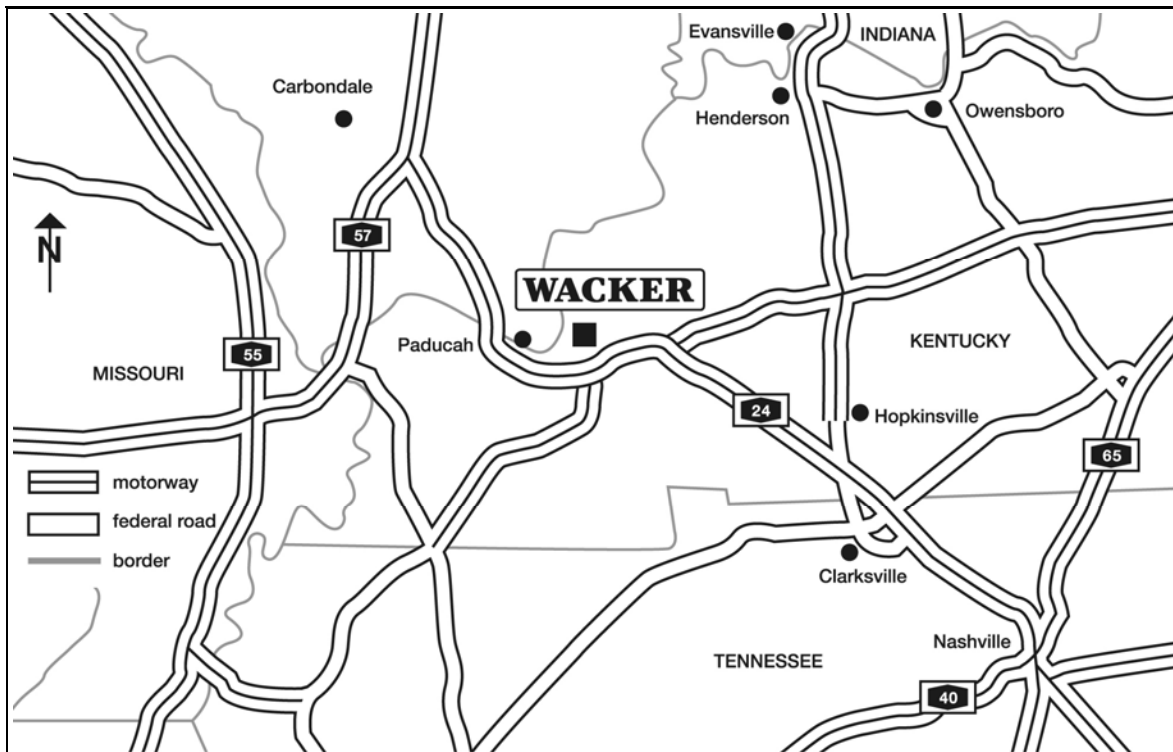 Evansville
INDIANA
Carbondale
Henderson
Owensboro
N
57
WACKER
Paducah
55
MISSOURI
KENTUCKY
24
Hopkinsville
65
motorway
federal road
border
Clarksville
Nashville
TENNESSEE
40